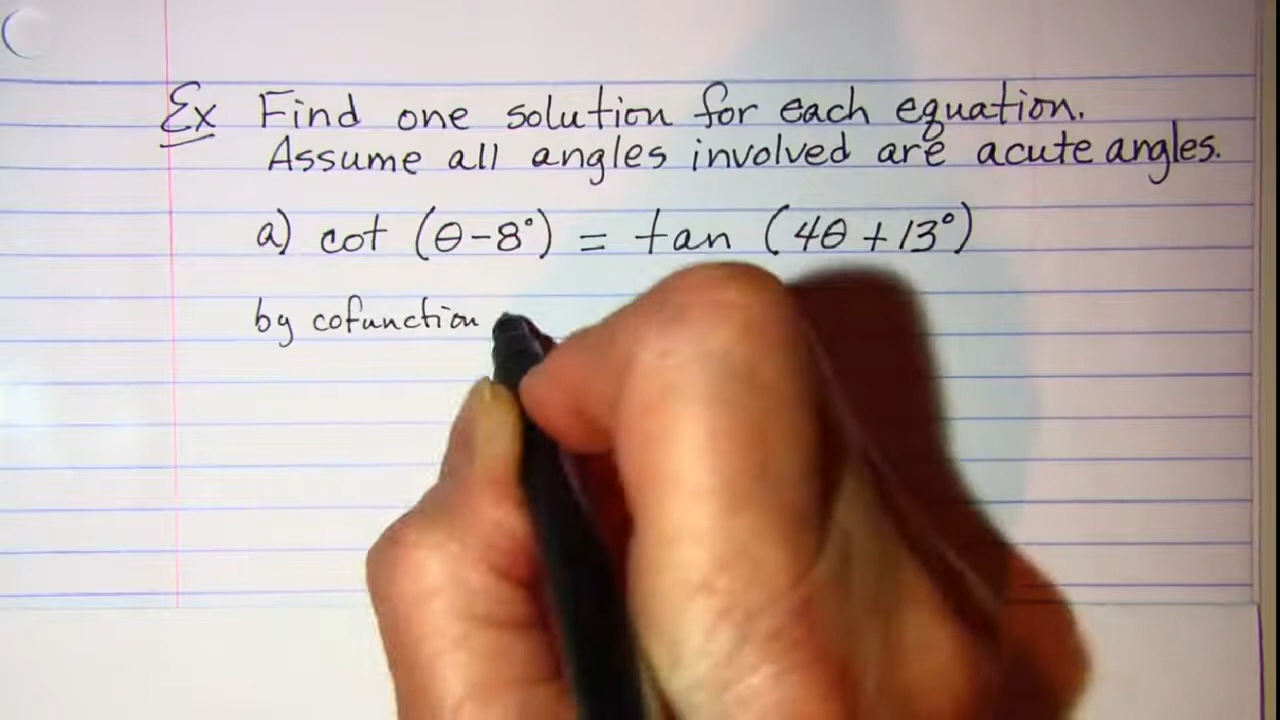 Ex Find one solution for each equation.
Assume all angles involved are acute angles.
a) cot (θ-8°) = tan (4θ+13°)
by cofunction